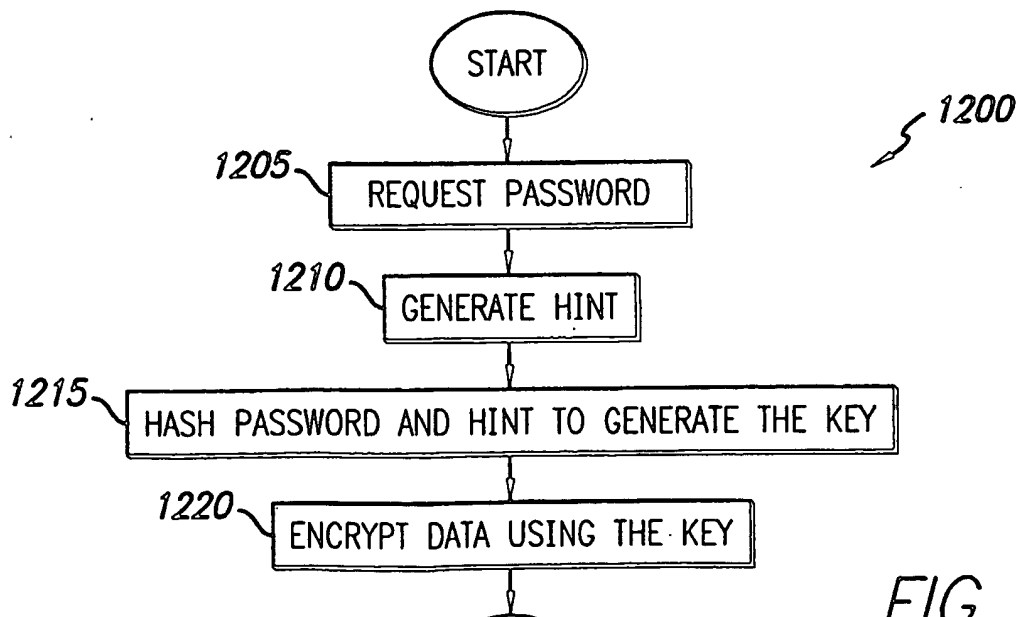 START
1200
1205
REQUEST PASSWORD
1210
GENERATE HINT
1215
HASH PASSWORD AND HINT TO GENERATE THE KEY
1220
ENCRYPT DATA USING THE KEY
FIG